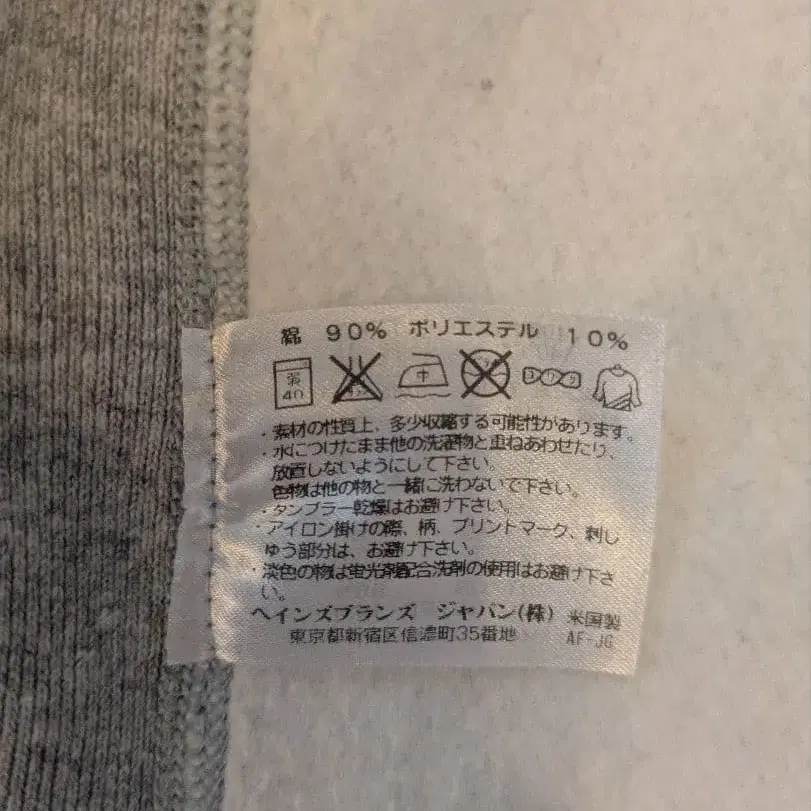 綿 90% ポリエステル 10%
40 中
・素材の性質上、多少収縮する可能性があります。
・水につけたまま他の洗濯物と重ねあわせたり、
放置しないようにして下さい。
色物は他の物と一緒に洗わないで下さい。
・タンブラー乾燥はお避け下さい。
・アイロン掛けの際、柄、プリントマーク、刺し
ゅう部分は、お避け下さい。
・淡色の物は蛍光剤配合洗剤の使用はお避け下さ
い。
ヘインズブランズ ジャパン(株) 米国製
東京都新宿区信濃町35番地 AF-JG